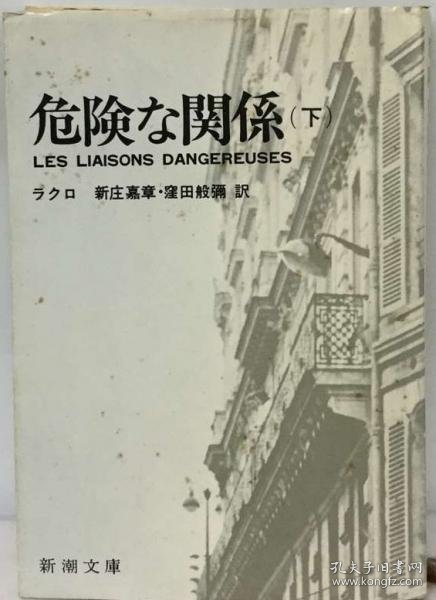 危険な関係(下)
LES LIAISONS DANGEREUSES
ラクロ 新庄嘉章・窪田般彌 訳
新潮文庫
孔夫子旧书网
www.kongfz.com